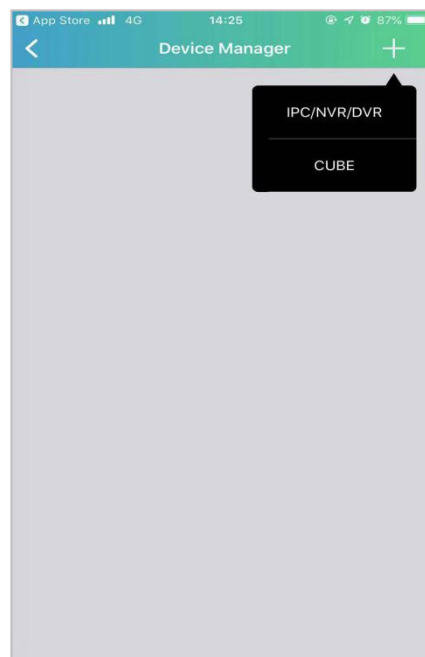 App Store 4G 14:25 87%
Device Manager
IPC/NVR/DVR
CUBE